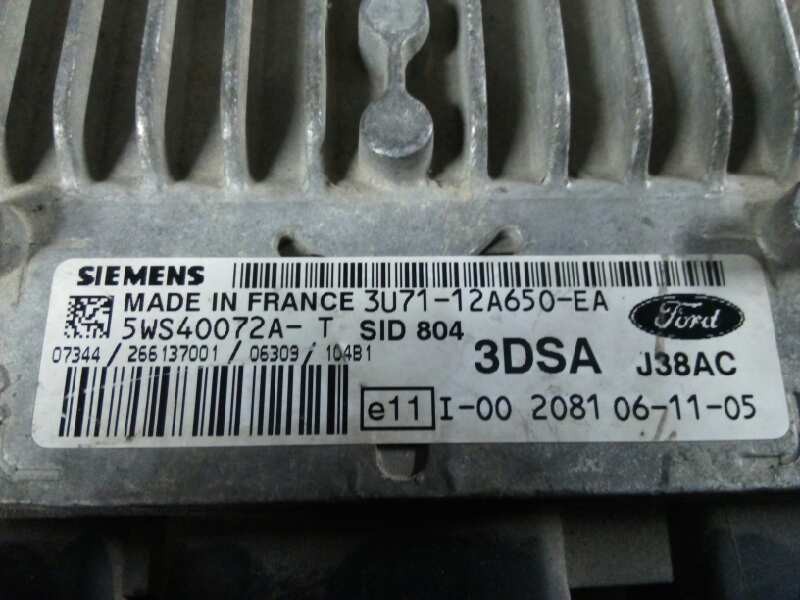 SIEMENS
MADE IN FRANCE 3U71-12A650-EA
5WS40072A- T SID 804
Ford
07344 / 266137001 / 06309 / 104B1
3DSA J38AC
e11 I-00 2081 06-11-05